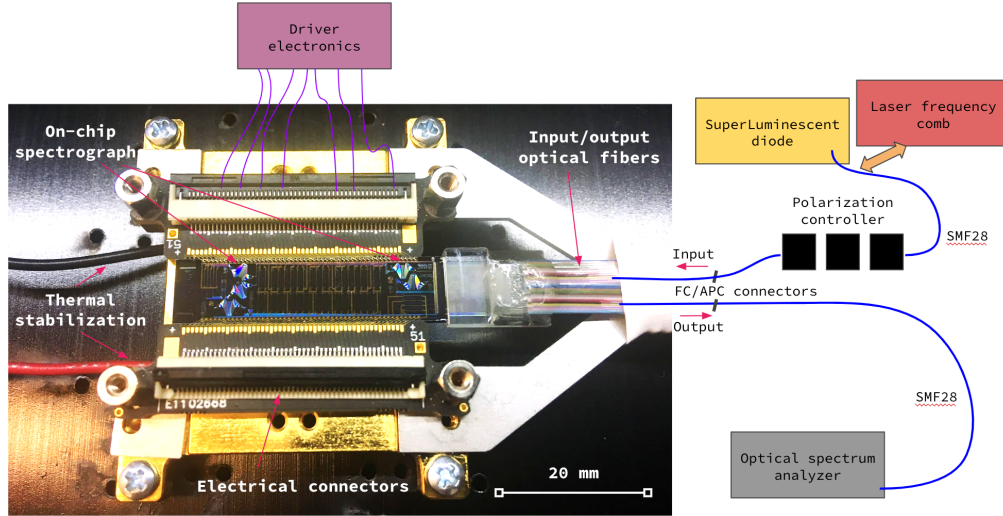 Driver
electronics
On-chip
spectrograph
Input/output
optical fibers
SuperLuminescent
diode
Laser frequency
comb
Polarization
controller
SMF28
Input
FC/APC connectors
Output
Thermal
stabilization
51
51
E1102668
SMF28
Electrical connectors
20 mm
Optical spectrum
analyzer